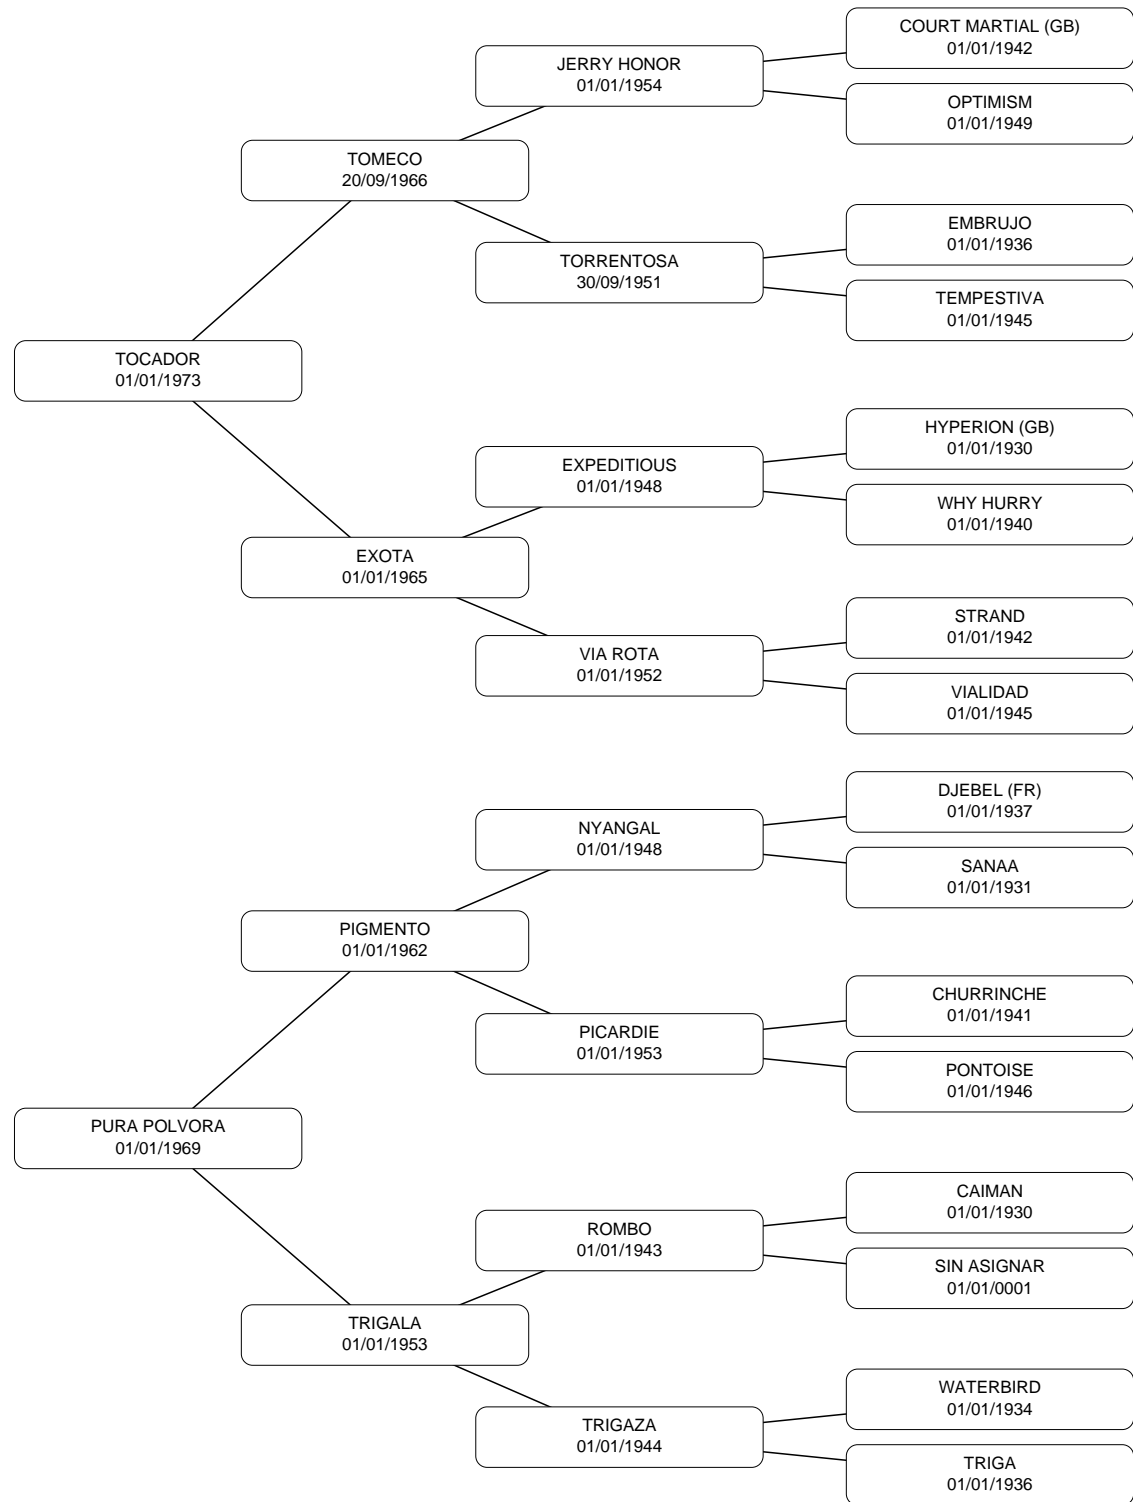 COURT MARTIAL (GB)
01/01/1942
JERRY HONOR
01/01/1954
OPTIMISM
01/01/1949
TOMECO
20/09/1966
EMBRUJO
01/01/1936
TORRENTOSA
30/09/1951
TEMPESTIVA
01/01/1945
TOCADOR
01/01/1973
HYPERION (GB)
01/01/1930
EXPEDITIOUS
01/01/1948
WHY HURRY
01/01/1940
EXOTA
01/01/1965
STRAND
01/01/1942
VIA ROTA
01/01/1952
VIALIDAD
01/01/1945
DJEBEL (FR)
01/01/1937
NYANGAL
01/01/1948
SANAA
01/01/1931
PIGMENTO
01/01/1962
CHURRINCHE
01/01/1941
PICARDIE
01/01/1953
PONTOISE
01/01/1946
PURA POLVORA
01/01/1969
CAIMAN
01/01/1930
ROMBO
01/01/1943
SIN ASIGNAR
01/01/0001
TRIGALA
01/01/1953
WATERBIRD
01/01/1934
TRIGAZA
01/01/1944
TRIGA
01/01/1936